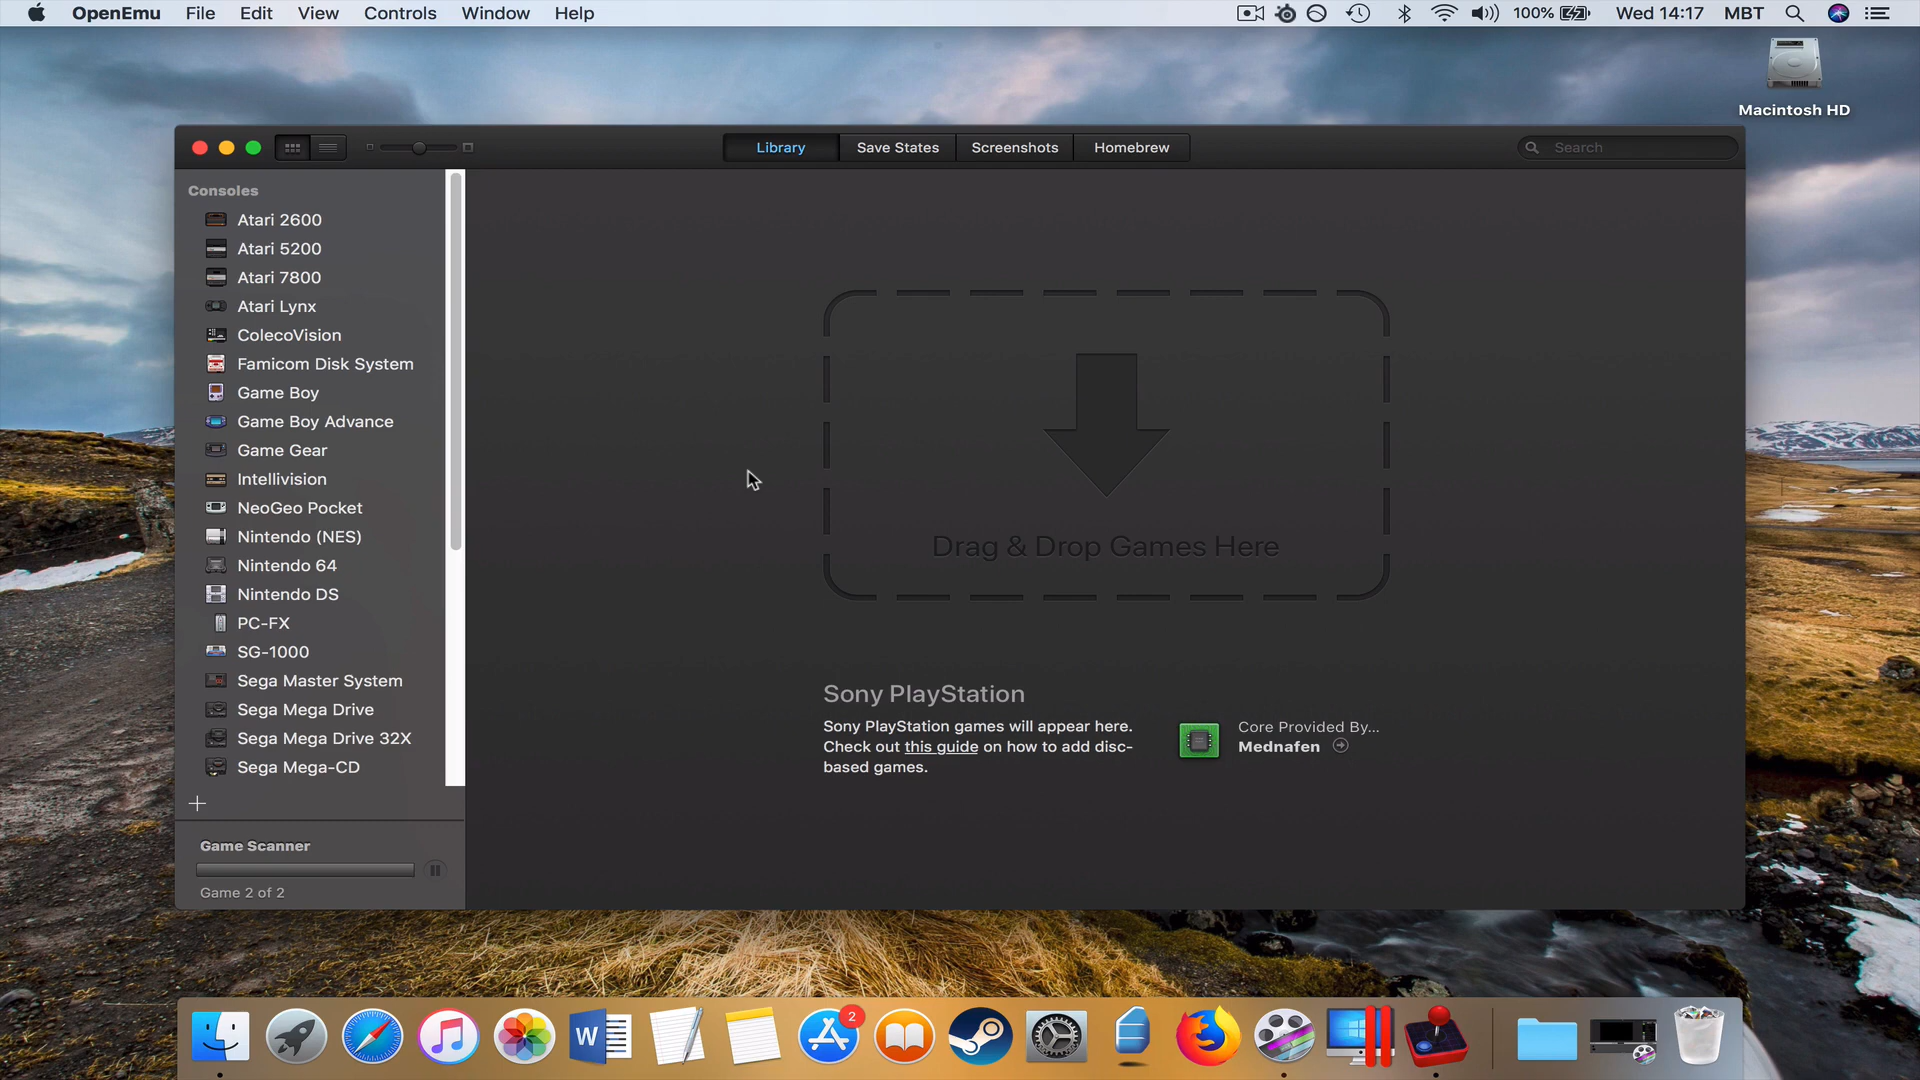 OpenEmu File Edit View Controls Window Help
100% Wed 14:17 MBT
Macintosh HD
Library Save States Screenshots Homebrew
Search
Consoles
Atari 2600
Atari 5200
Atari 7800
Atari Lynx
ColecoVision
Famicom Disk System
Game Boy
Game Boy Advance
Game Gear
Intellivision
NeoGeo Pocket
Nintendo (NES)
Nintendo 64
Nintendo DS
PC-FX
SG-1000
Sega Master System
Sega Mega Drive
Sega Mega Drive 32X
Sega Mega-CD
Game Scanner
Game 2 of 2
Drag & Drop Games Here
Sony PlayStation
Sony PlayStation games will appear here.
Check out this guide on how to add disc-
based games.
Core Provided By...
Mednafen
W
2